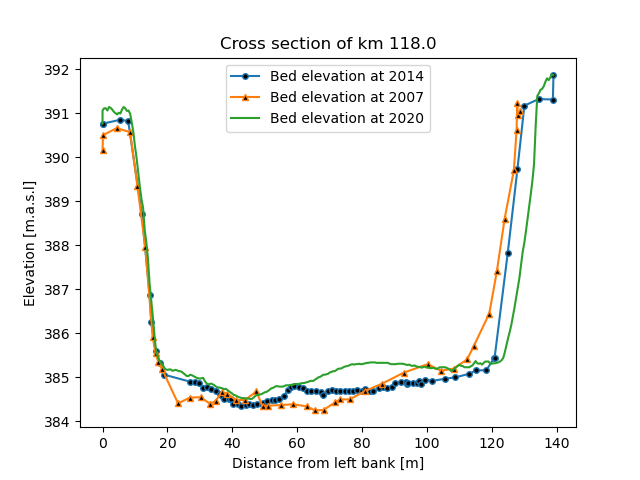 Cross section of km 118.0
Bed elevation at 2014
Bed elevation at 2007
Bed elevation at 2020
Elevation [m.a.s.l]
392
391
390
389
388
387
386
385
384
0 20 40 60 80 100 120 140
Distance from left bank [m]